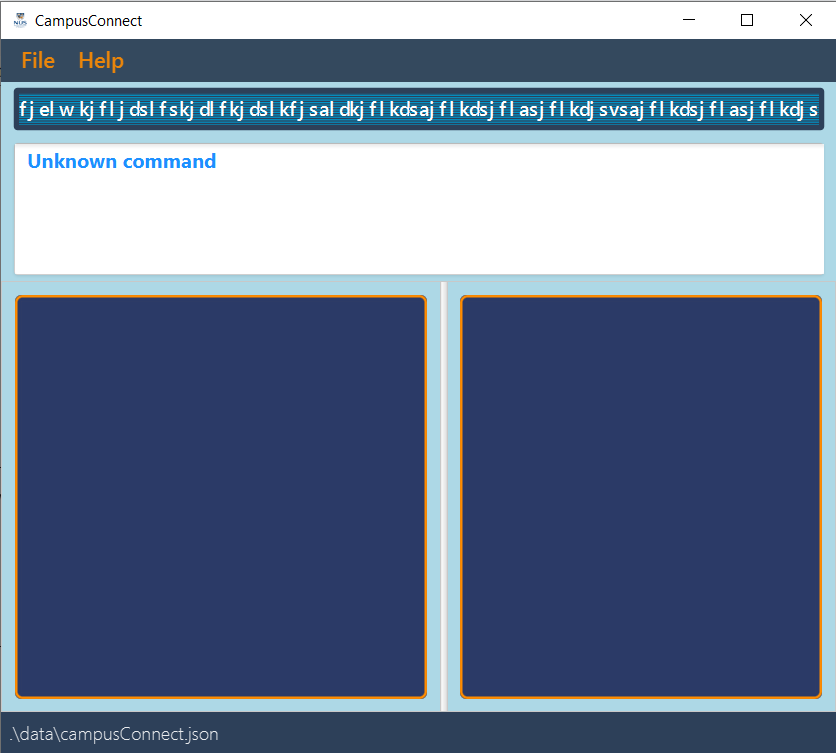 CampusConnect
File Help
fj el w kj fl j dsl fskj dl fkj dsl kfj sal dkj fl kdsaj fl kdsj fl asj fl kdj svsaj fl kdsj fl asj fl kdj s
Unknown command
.\data\campusConnect.json